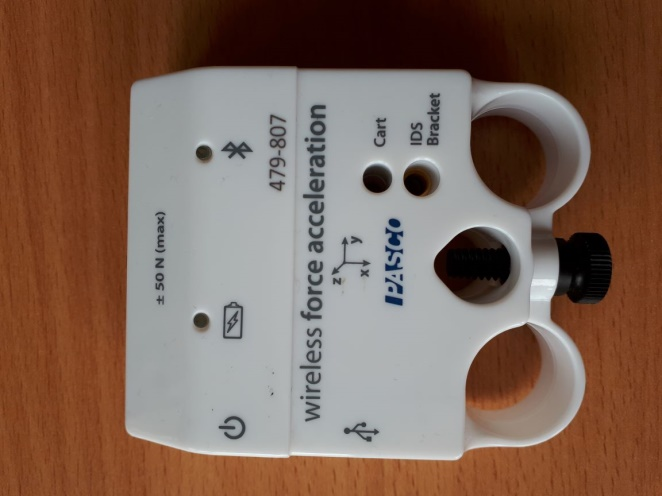 ± 50 N (max)
479-807
wireless force acceleration
Cart
IDS
Bracket
z
y
x
PASCO